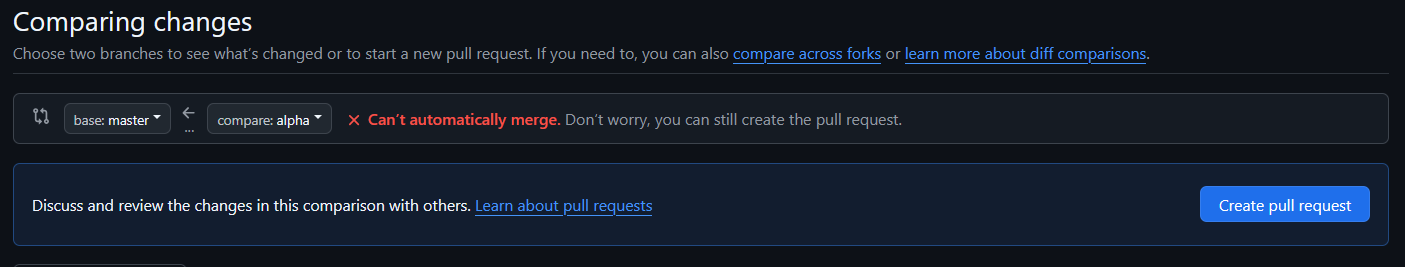 Comparing changes
Choose two branches to see what's changed or to start a new pull request. If you need to, you can also compare across forks or learn more about diff comparisons.
base: master ... compare: alpha Can't automatically merge. Don't worry, you can still create the pull request.
Discuss and review the changes in this comparison with others. Learn about pull requests Create pull request